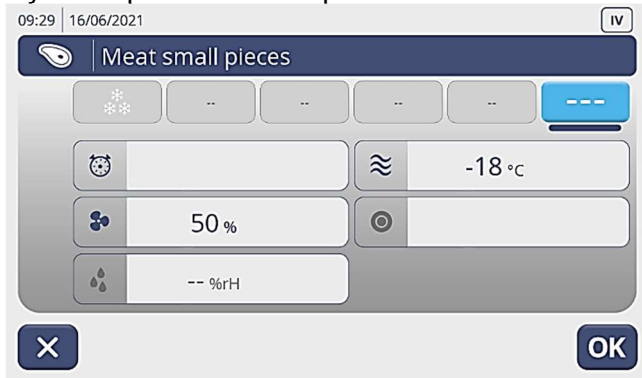 09:29 16/06/2021 IV
Meat small pieces
-- -- -- -- ---
-18 °C
50 %
-- %rH
OK